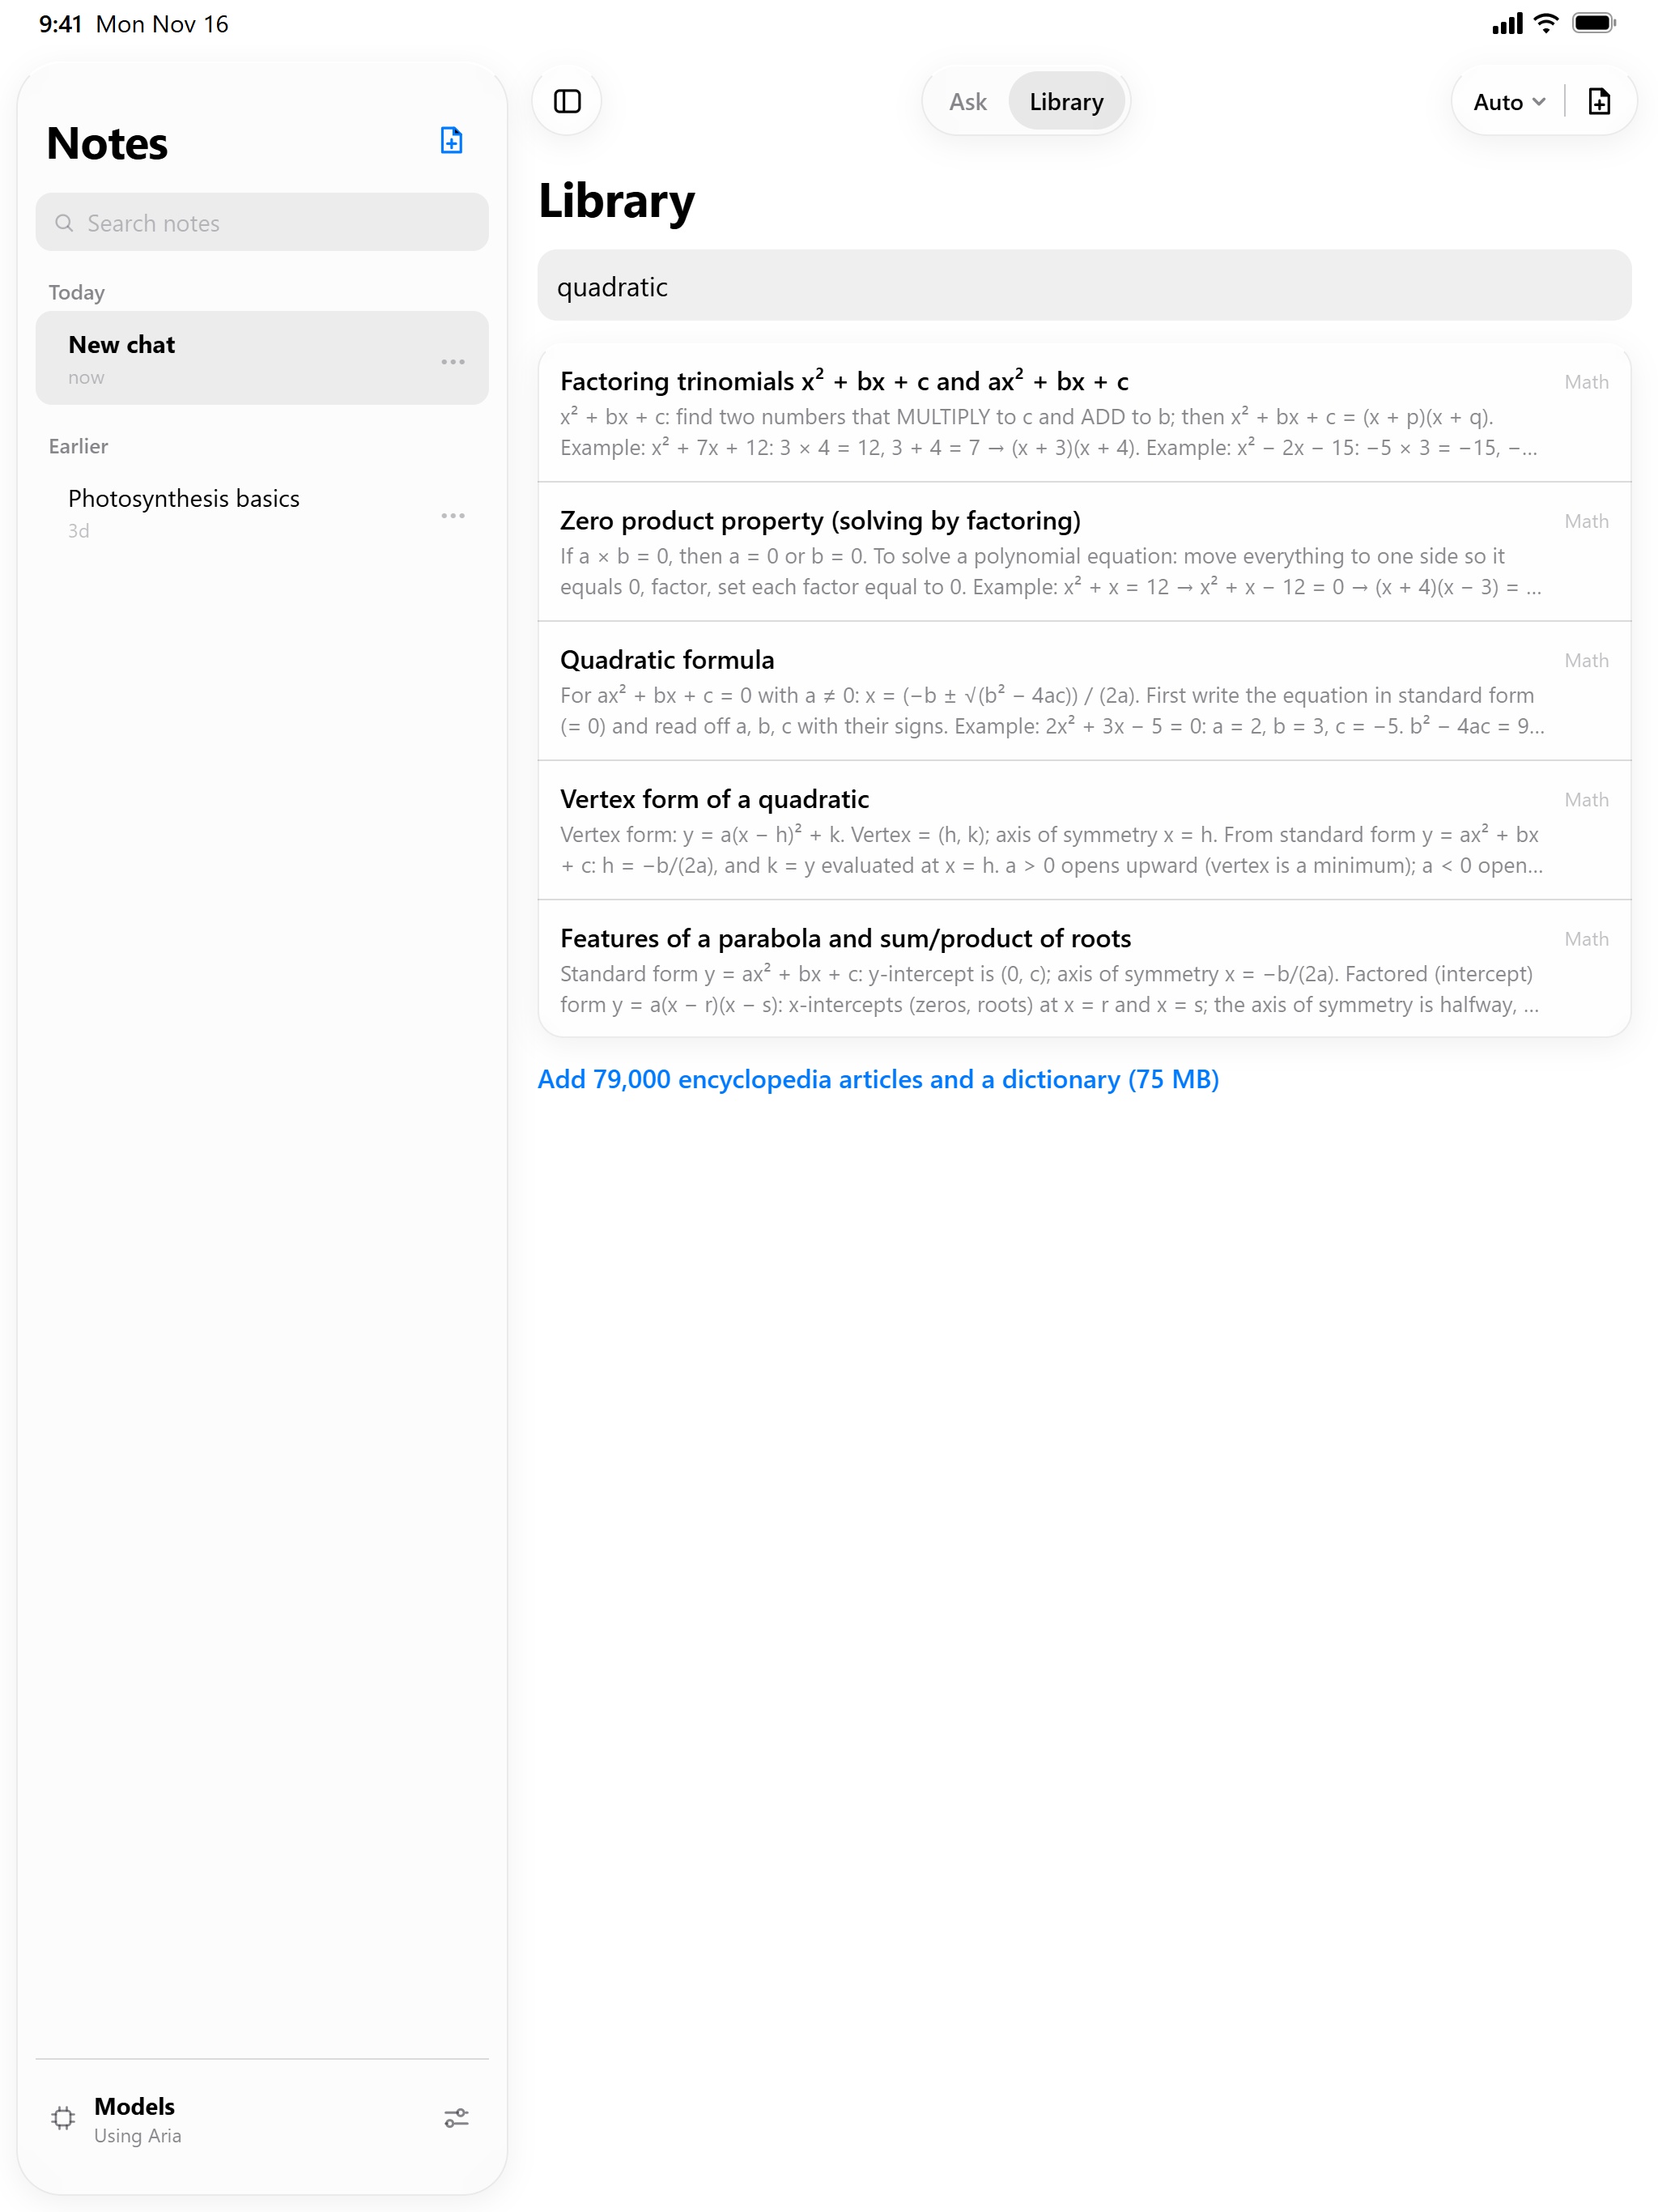 9:41 Mon Nov 16
Notes
Search notes
Today
New chat
now
Earlier
Photosynthesis basics
3d
Models
Using Aria
Ask
Library
Auto
Library
quadratic
Factoring trinomials x² + bx + c and ax² + bx + c
Math
x² + bx + c: find two numbers that MULTIPLY to c and ADD to b; then x² + bx + c = (x + p)(x + q).
Example: x² + 7x + 12: 3 × 4 = 12, 3 + 4 = 7 → (x + 3)(x + 4). Example: x² − 2x − 15: −5 × 3 = −15, −…
Zero product property (solving by factoring)
Math
If a × b = 0, then a = 0 or b = 0. To solve a polynomial equation: move everything to one side so it
equals 0, factor, set each factor equal to 0. Example: x² + x = 12 → x² + x − 12 = 0 → (x + 4)(x − 3) = …
Quadratic formula
Math
For ax² + bx + c = 0 with a ≠ 0: x = (−b ± √(b² − 4ac)) / (2a). First write the equation in standard form
(= 0) and read off a, b, c with their signs. Example: 2x² + 3x − 5 = 0: a = 2, b = 3, c = −5. b² − 4ac = 9…
Vertex form of a quadratic
Math
Vertex form: y = a(x − h)² + k. Vertex = (h, k); axis of symmetry x = h. From standard form y = ax² + bx
+ c: h = −b/(2a), and k = y evaluated at x = h. a > 0 opens upward (vertex is a minimum); a < 0 open…
Features of a parabola and sum/product of roots
Math
Standard form y = ax² + bx + c: y-intercept is (0, c); axis of symmetry x = −b/(2a). Factored (intercept)
form y = a(x − r)(x − s): x-intercepts (zeros, roots) at x = r and x = s; the axis of symmetry is halfway, …
Add 79,000 encyclopedia articles and a dictionary (75 MB)